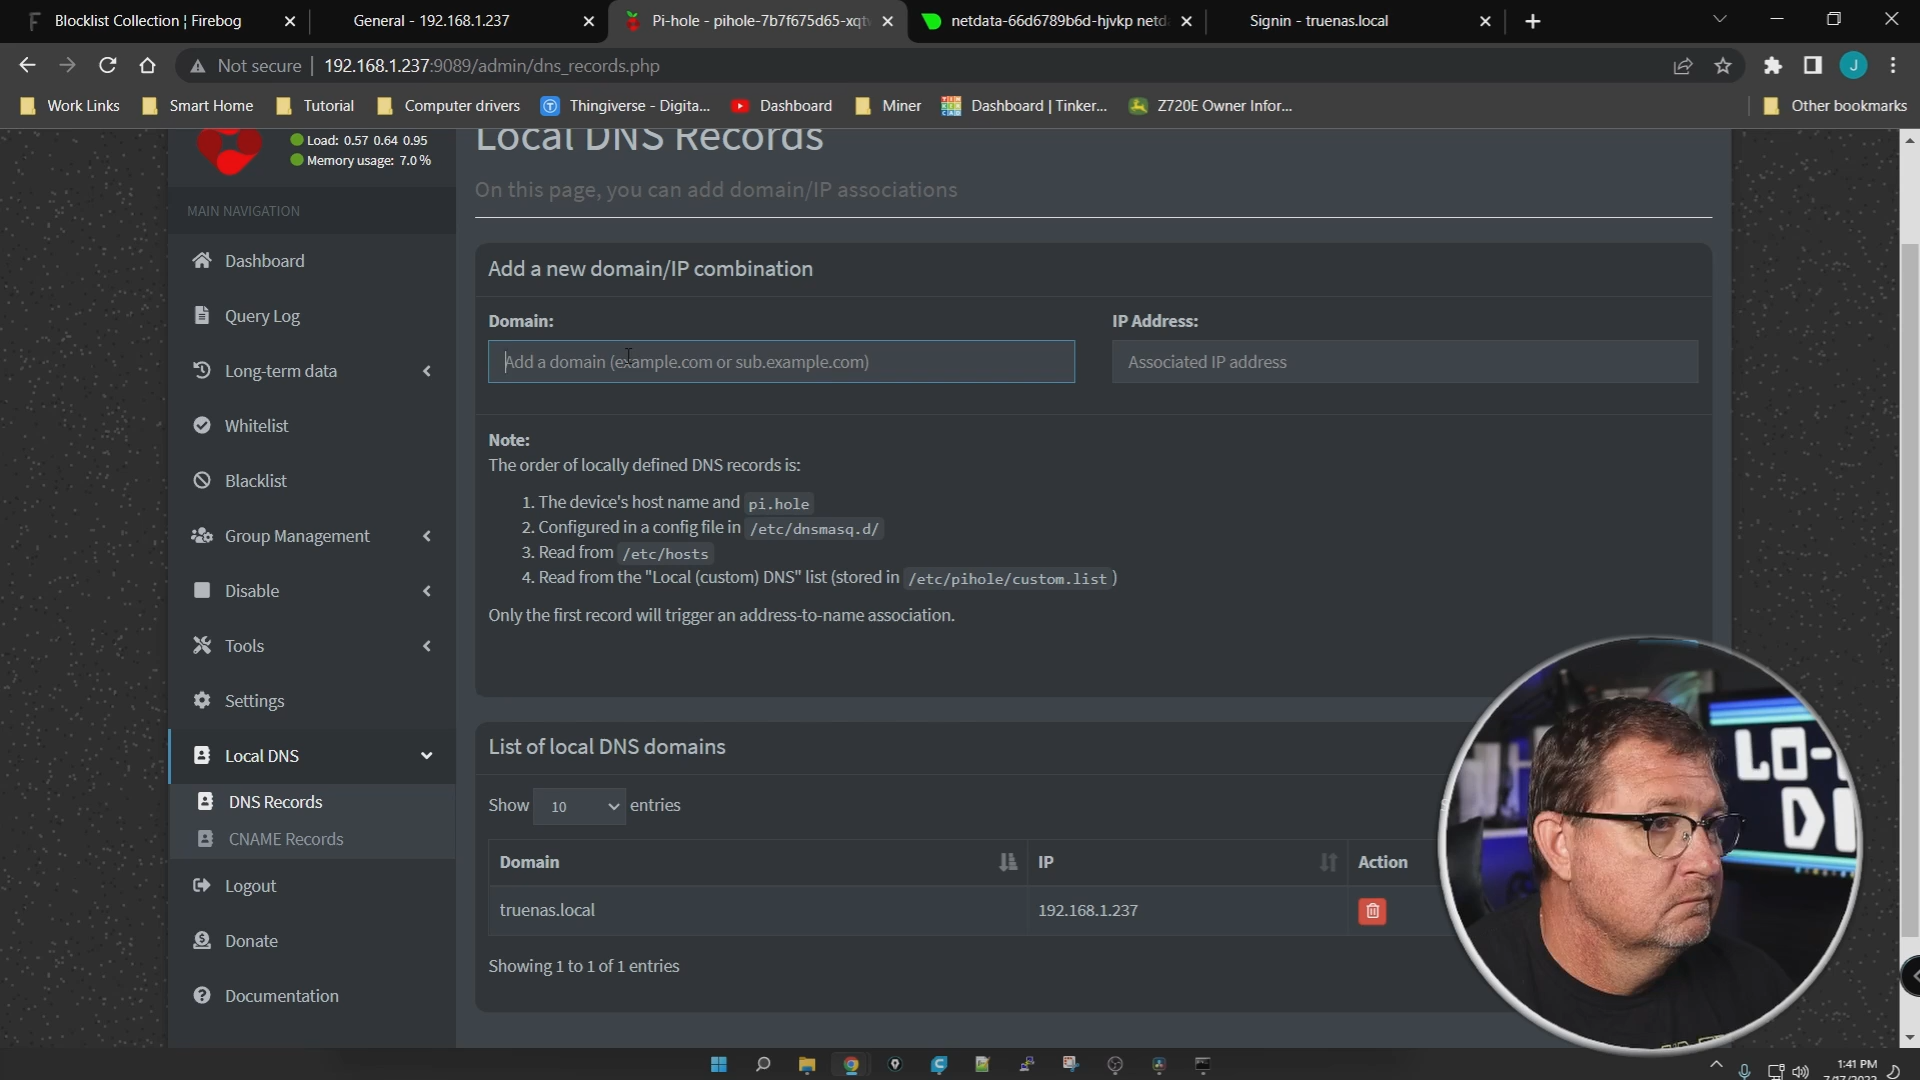 Blocklist Collection | Firebog
General - 192.168.1.237
Pi-hole - pihole-7b7f675d65-xqtv
netdata-66d6789b6d-hjvkp netda
Signin - truenas.local
Not secure
192.168.1.237:9089/admin/dns_records.php
J
Work Links
Smart Home
Tutorial
Computer drivers
Thingiverse - Digita...
Dashboard
Miner
Dashboard | Tinker...
Z720E Owner Infor...
Other bookmarks
Load: 0.57 0.64 0.95
Memory usage: 7.0 %
MAIN NAVIGATION
Dashboard
Query Log
Long-term data
Whitelist
Blacklist
Group Management
Disable
Tools
Settings
Local DNS
DNS Records
CNAME Records
Logout
Donate
Documentation
Local DNS Records
On this page, you can add domain/IP associations
Add a new domain/IP combination
Domain:
IP Address:
Add a domain (example.com or sub.example.com)
Associated IP address
Note:
The order of locally defined DNS records is:
1. The device's host name and pi.hole
2. Configured in a config file in /etc/dnsmasq.d/
3. Read from /etc/hosts
4. Read from the "Local (custom) DNS" list (stored in /etc/pihole/custom.list )
Only the first record will trigger an address-to-name association.
List of local DNS domains
Show 10 entries
Domain
IP
Action
truenas.local
192.168.1.237
Showing 1 to 1 of 1 entries
LO-
DI
1:41 PM